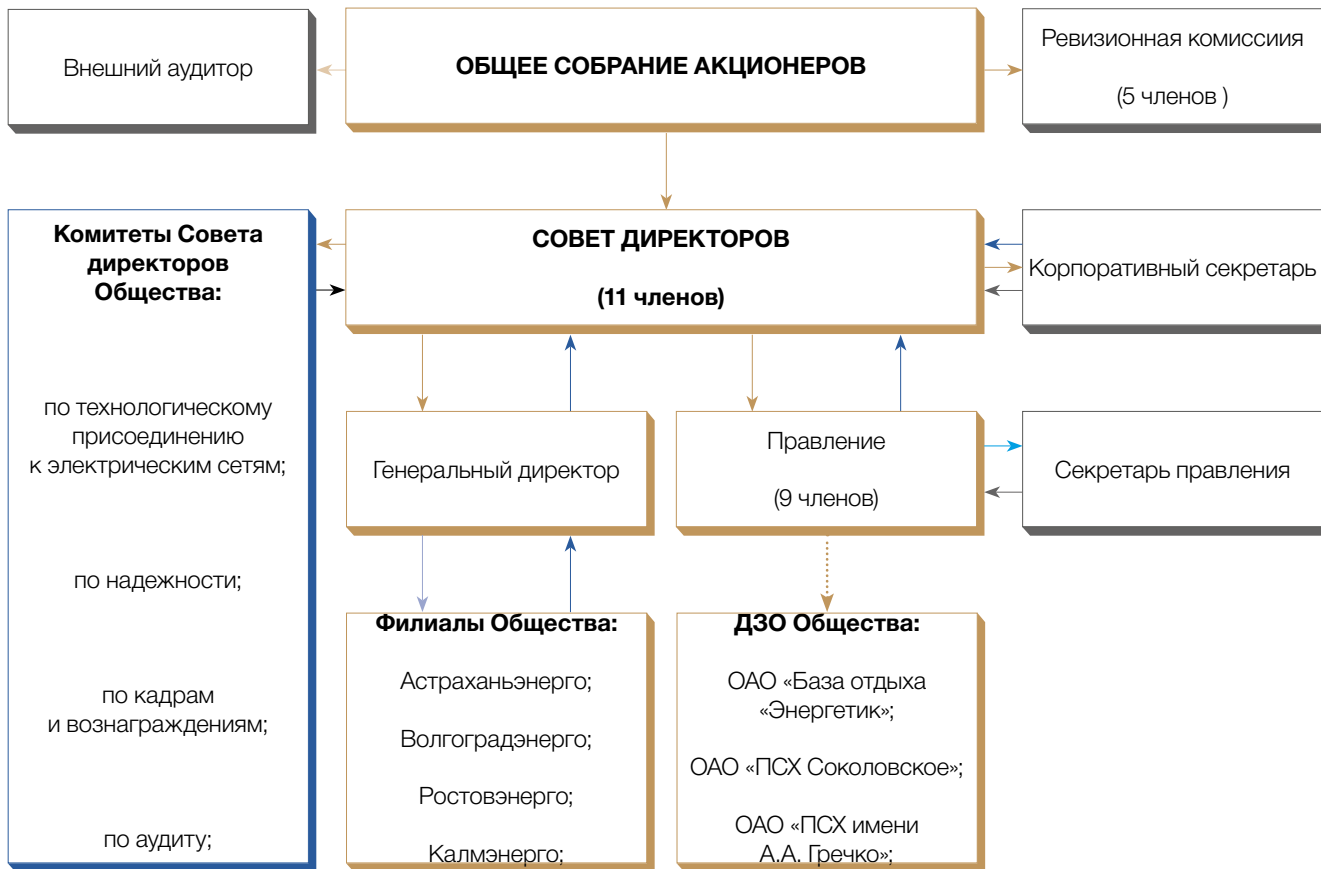 Внешний аудитор
ОБЩЕЕ СОБРАНИЕ АКЦИОНЕРОВ
Ревизионная комиссиия
(5 членов )
Комитеты Совета
директоров
Общества:
по технологическому
присоединению
к электрическим сетям;
по надежности;
по кадрам
и вознаграждениям;
по аудиту;
СОВЕТ ДИРЕКТОРОВ
(11 членов)
Корпоративный секретарь
Генеральный директор
Правление
(9 членов)
Секретарь правления
Филиалы Общества:
Астраханьэнерго;
Волгоградэнерго;
Ростовэнерго;
Калмэнерго;
ДЗО Общества:
ОАО «База отдыха
«Энергетик»;
ОАО «ПСХ Соколовское»;
ОАО «ПСХ имени
А.А. Гречко»;